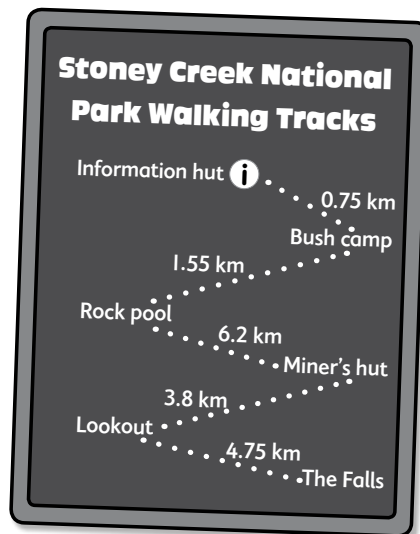 Stoney Creek National
Park Walking Tracks
Information hut i
0.75 km
Bush camp
1.55 km
Rock pool
6.2 km
Miner's hut
3.8 km
Lookout
4.75 km
The Falls